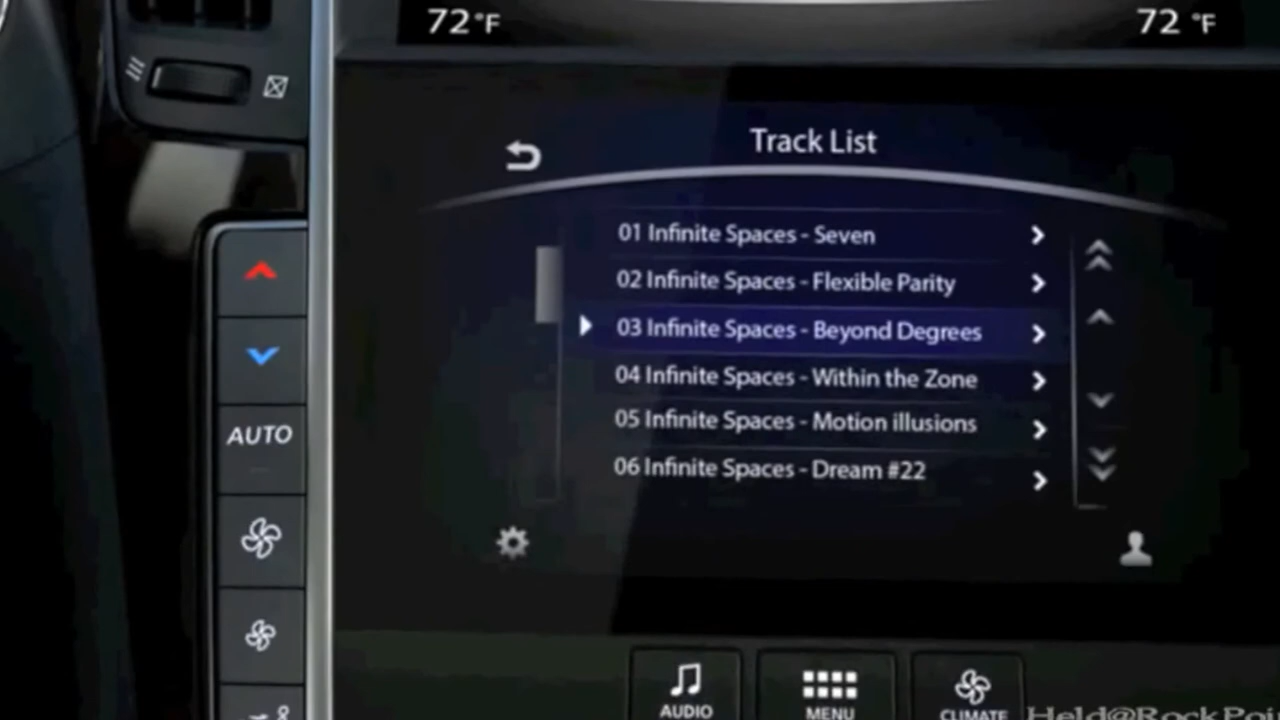 72 °F
72 °F
Track List
01 Infinite Spaces - Seven
02 Infinite Spaces - Flexible Parity
03 Infinite Spaces - Beyond Degrees
04 Infinite Spaces - Within the Zone
05 Infinite Spaces - Motion illusions
06 Infinite Spaces - Dream #22
AUTO
AUDIO
MENU
CLIMATE
Held@RockPoi